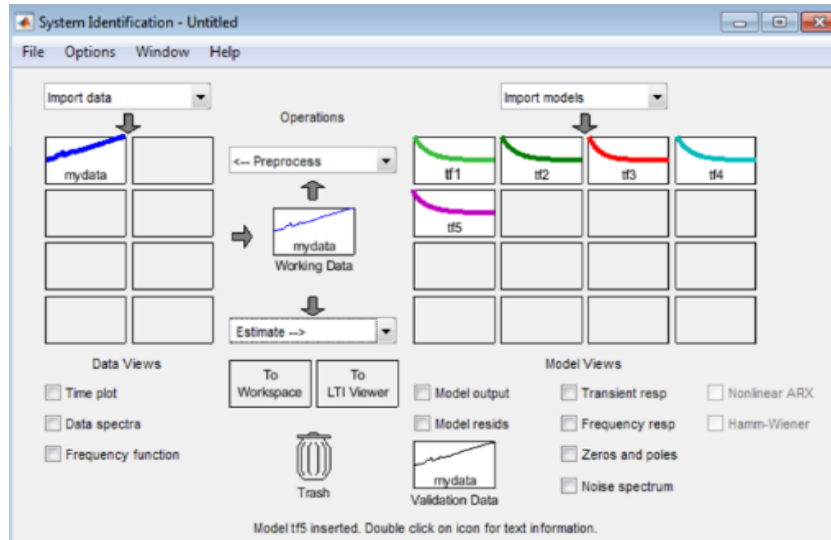 System Identification - Untitled
File Options Window Help
Import data
Operations
Import models
mydata
<-- Preprocess
tf1 tf2 tf3 tf4
mydata
Working Data
tf5
Estimate -->
Data Views
Time plot
Data spectra
Frequency function
To Workspace
To LTI Viewer
Trash
Model Views
Model output
Model resids
Transient resp
Frequency resp
Zeros and poles
Noise spectrum
Nonlinear ARX
Hamm-Wiener
mydata
Validation Data
Model tf5 inserted. Double click on icon for text information.